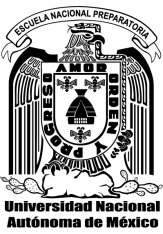 ESCUELA NACIONAL PREPARATORIA
AMOR ORDEN Y PROGRESO
Universidad Nacional
Autónoma de México